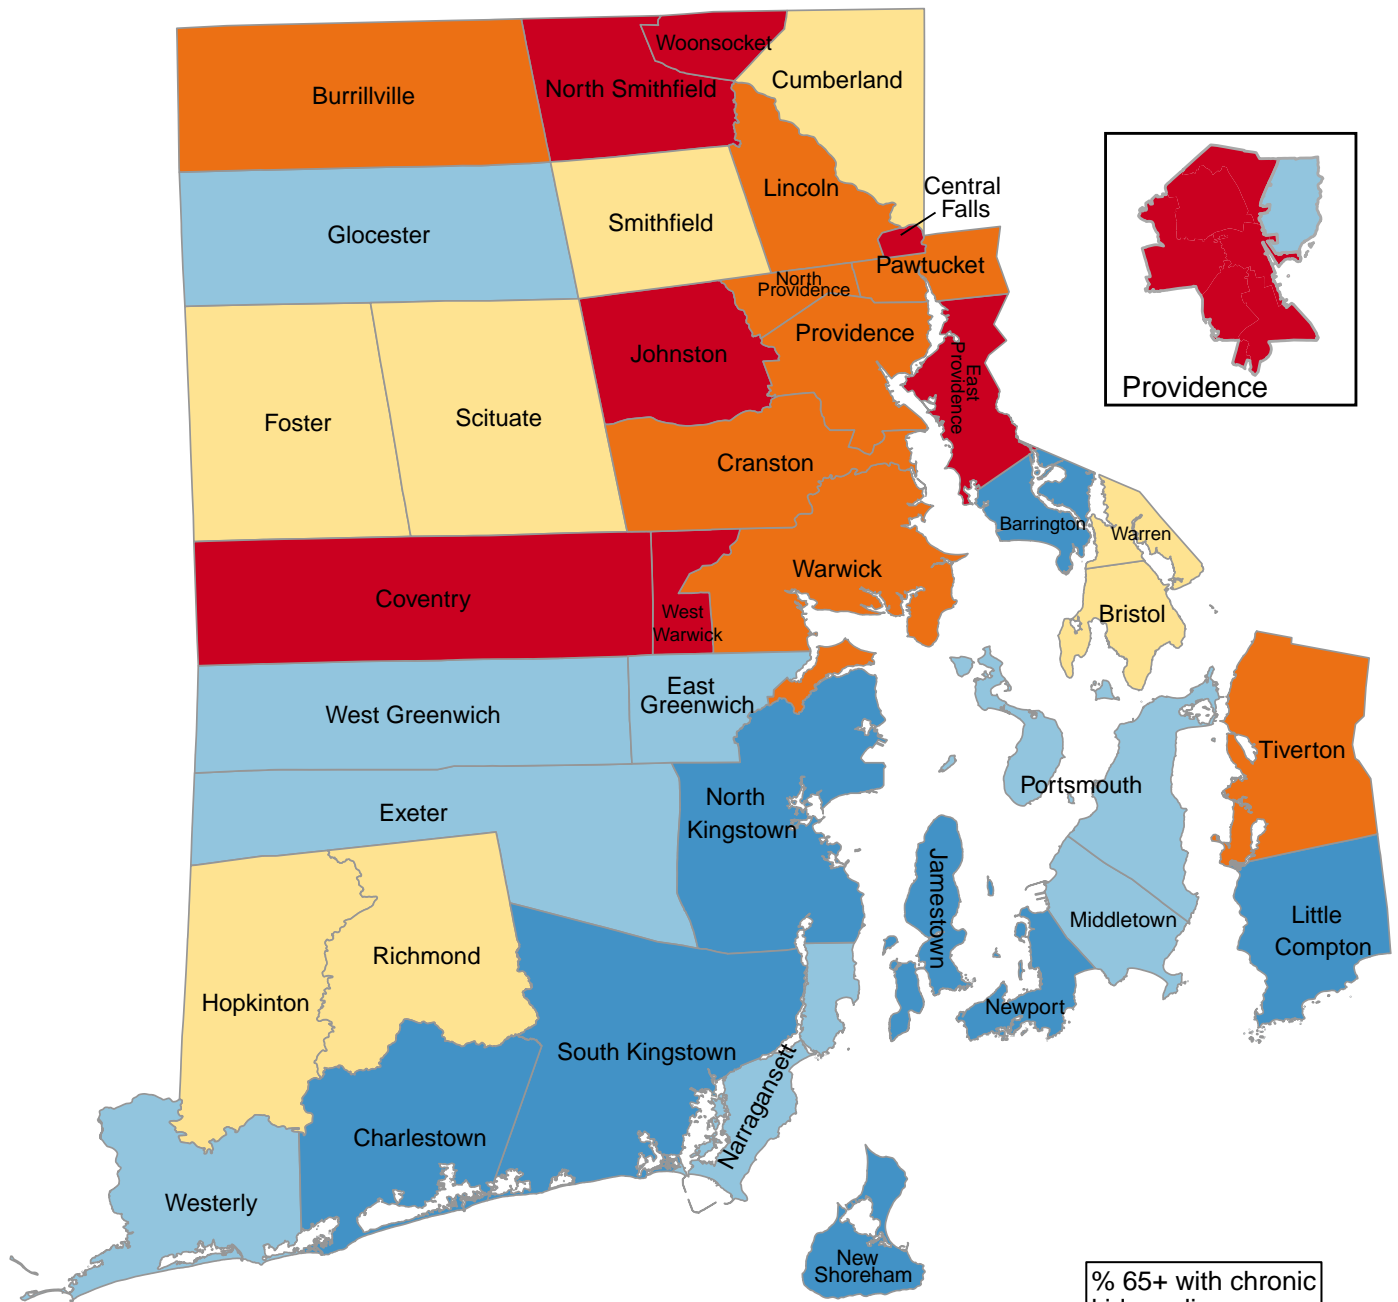 Woonsocket
Cumberland
Burrillville
North Smithfield
Lincoln
Central
Falls
Smithfield
Glocester
Pawtucket
North
Providence
Providence
Johnston
East
Providence
Providence
Foster
Scituate
Cranston
Barrington
Warren
Warwick
Coventry
West
Warwick
Bristol
East
Greenwich
West Greenwich
Tiverton
Portsmouth
Exeter
North
Kingstown
Jamestown
Middletown
Little
Compton
Richmond
Hopkinton
Newport
South Kingstown
Narragansett
Charlestown
Westerly
New
Shoreham
% 65+ with chronic